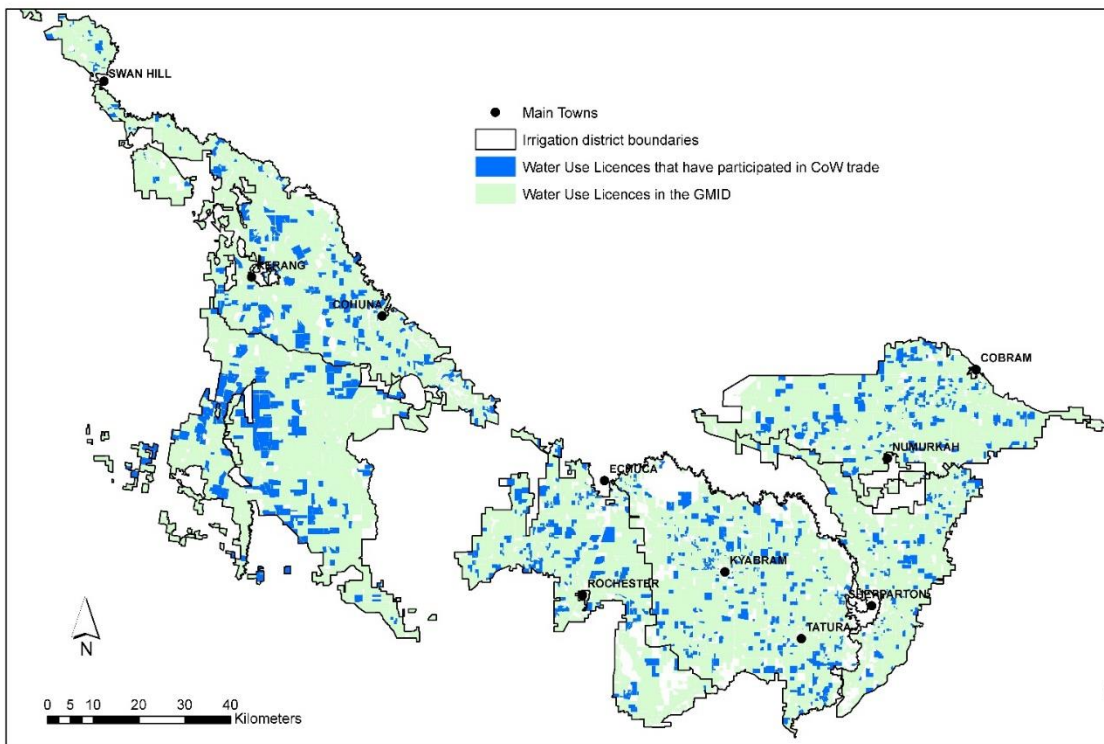 SWAN HILL
Main Towns
Irrigation district boundaries
Water Use Licences that have participated in CoW trade
Water Use Licences in the GMID
KERANG
COHUNA
COBRAM
NUMURKAH
ECHUCA
KYABRAM
ROCHESTER
SHEPPARTON
TATURA
N
0 5 10 20 30 40
Kilometers